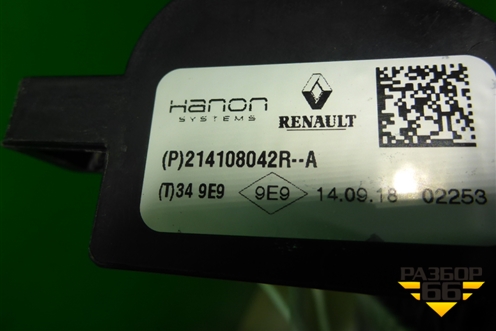 Hanon
SYSTEMS
RENAULT
(P)214108042R--A
(T)34 9E9
9E9
14.09.18
02253
РАЗБОР
66